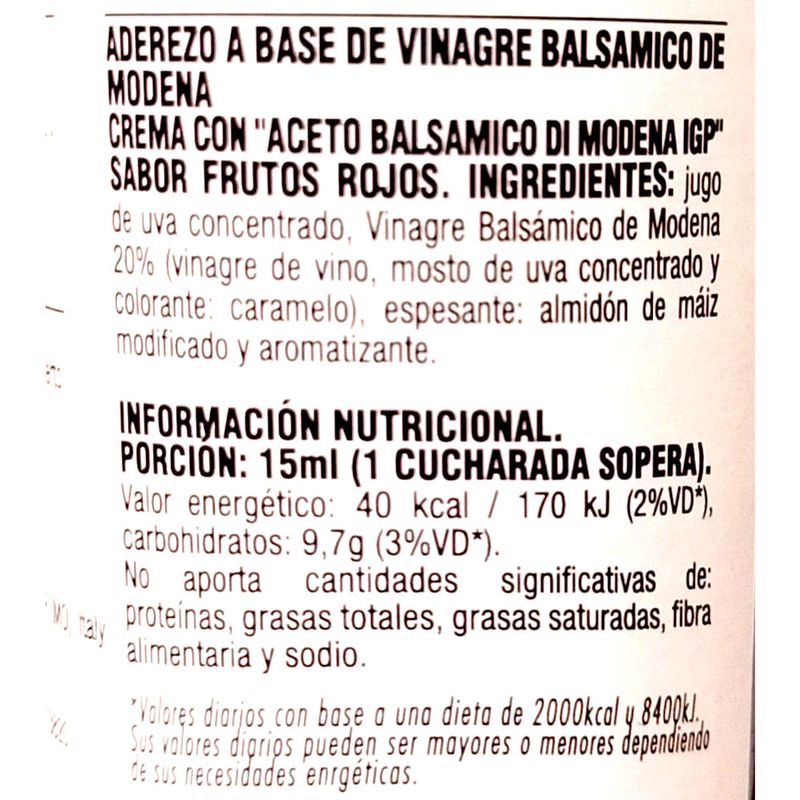 ADEREZO A BASE DE VINAGRE BALSAMICO DE
MODENA
CREMA CON "ACETO BALSAMICO DI MODENA IGP"
SABOR FRUTOS ROJOS. INGREDIENTES: jugo
de uva concentrado, Vinagre Balsámico de Modena
20% (vinagre de vino, mosto de uva concentrado y
colorante: caramelo), espesante: almidón de máiz
modificado y aromatizante.
INFORMACIÓN NUTRICIONAL.
PORCIÓN: 15ml (1 CUCHARADA SOPERA).
Valor energético: 40 kcal / 170 kJ (2%VD*),
carbohidratos: 9,7g (3%VD*).
No aporta cantidades significativas de:
proteínas, grasas totales, grasas saturadas, fibra
alimentaria y sodio.
*Valores diarios con base a una dieta de 2000kcal y 8400kJ.
Sus valores diarios pueden ser mayores o menores dependiendo
de sus necesidades enrgéticas.
MO, Italy